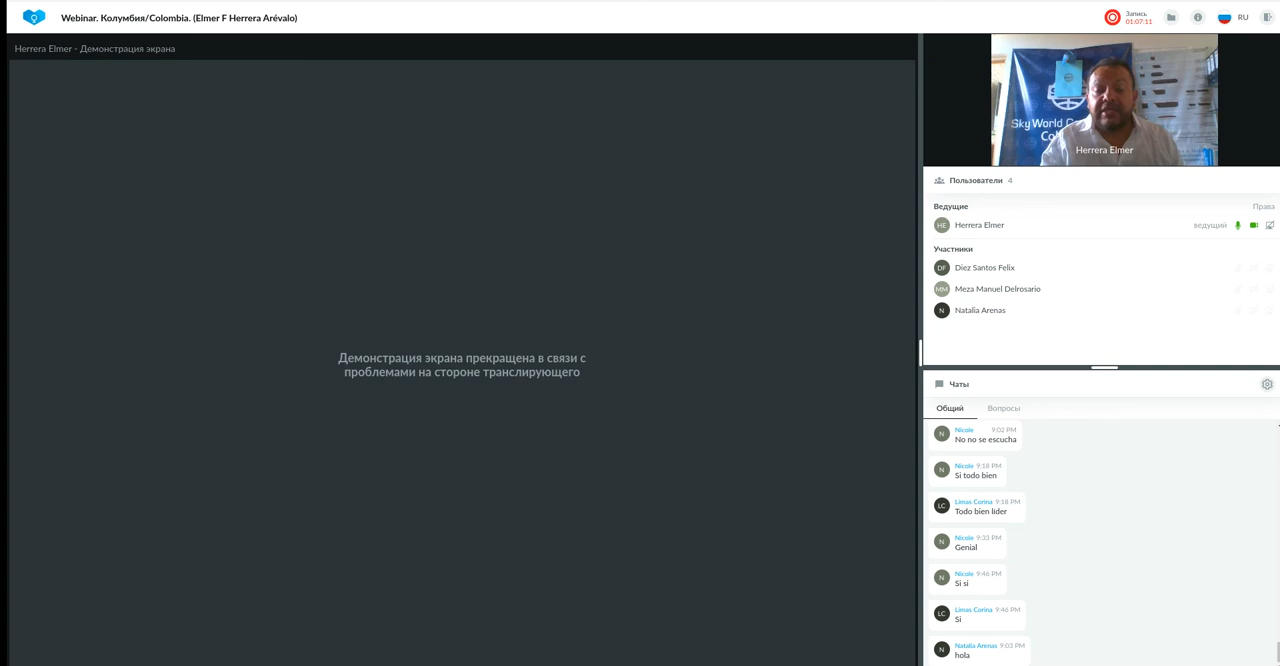 Webinar. Колумбия/Colombia. (Elmer F Herrera Arévalo)
Запись
01:07:11
RU
Herrera Elmer - Демонстрация экрана
Демонстрация экрана прекращена в связи с
проблемами на стороне транслирующего
Sky World
Herrera Elmer
Пользователи 4
Ведущие Права
HE Herrera Elmer ведущий
Участники
DF Diez Santos Felix
MM Meza Manuel Delrosario
N Natalia Arenas
Чаты
Общий Вопросы
N Nicole 9:02 PM
No no se escucha
N Nicole 9:18 PM
Si todo bien
LC Limas Corina 9:18 PM
Todo bien líder
N Nicole 9:33 PM
Genial
N Nicole 9:46 PM
Si si
LC Limas Corina 9:46 PM
Si
N Natalia Arenas 9:03 PM
hola